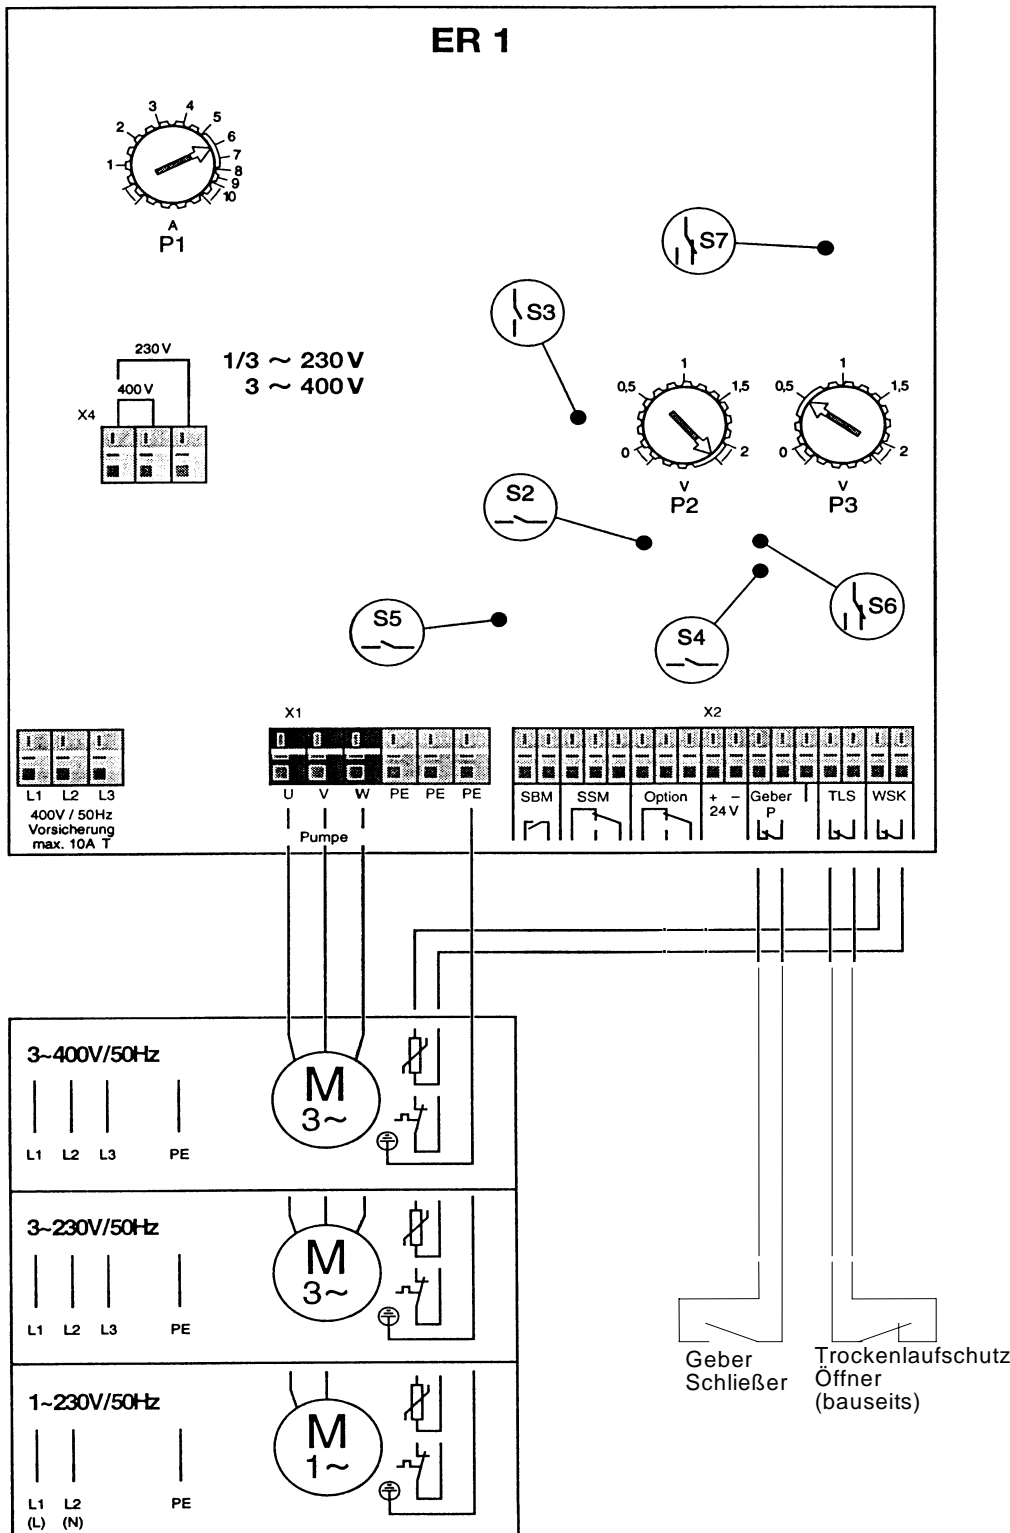 ER 1
1 2 3 4 5 6 7 8 9 10
A
P1
S7
S3
230 V
400 V
X4
1/3 ~ 230 V
3 ~ 400 V
0 0,5 1 1,5 2
V
P2
0 0,5 1 1,5 2
V
P3
S2
S5
S4
S6
X1
X2
L1 L2 L3
400V / 50Hz
Vorsicherung
max. 10A T
U V W PE PE PE
Pumpe
SBM SSM Option + − Geber TLS WSK
24 V P
3~400V/50Hz
L1 L2 L3 PE
M
3~
3~230V/50Hz
L1 L2 L3 PE
M
3~
1~230V/50Hz
L1 L2 PE
(L) (N)
M
1~
Geber
Schließer
Trockenlaufschutz
Öffner
(bauseits)